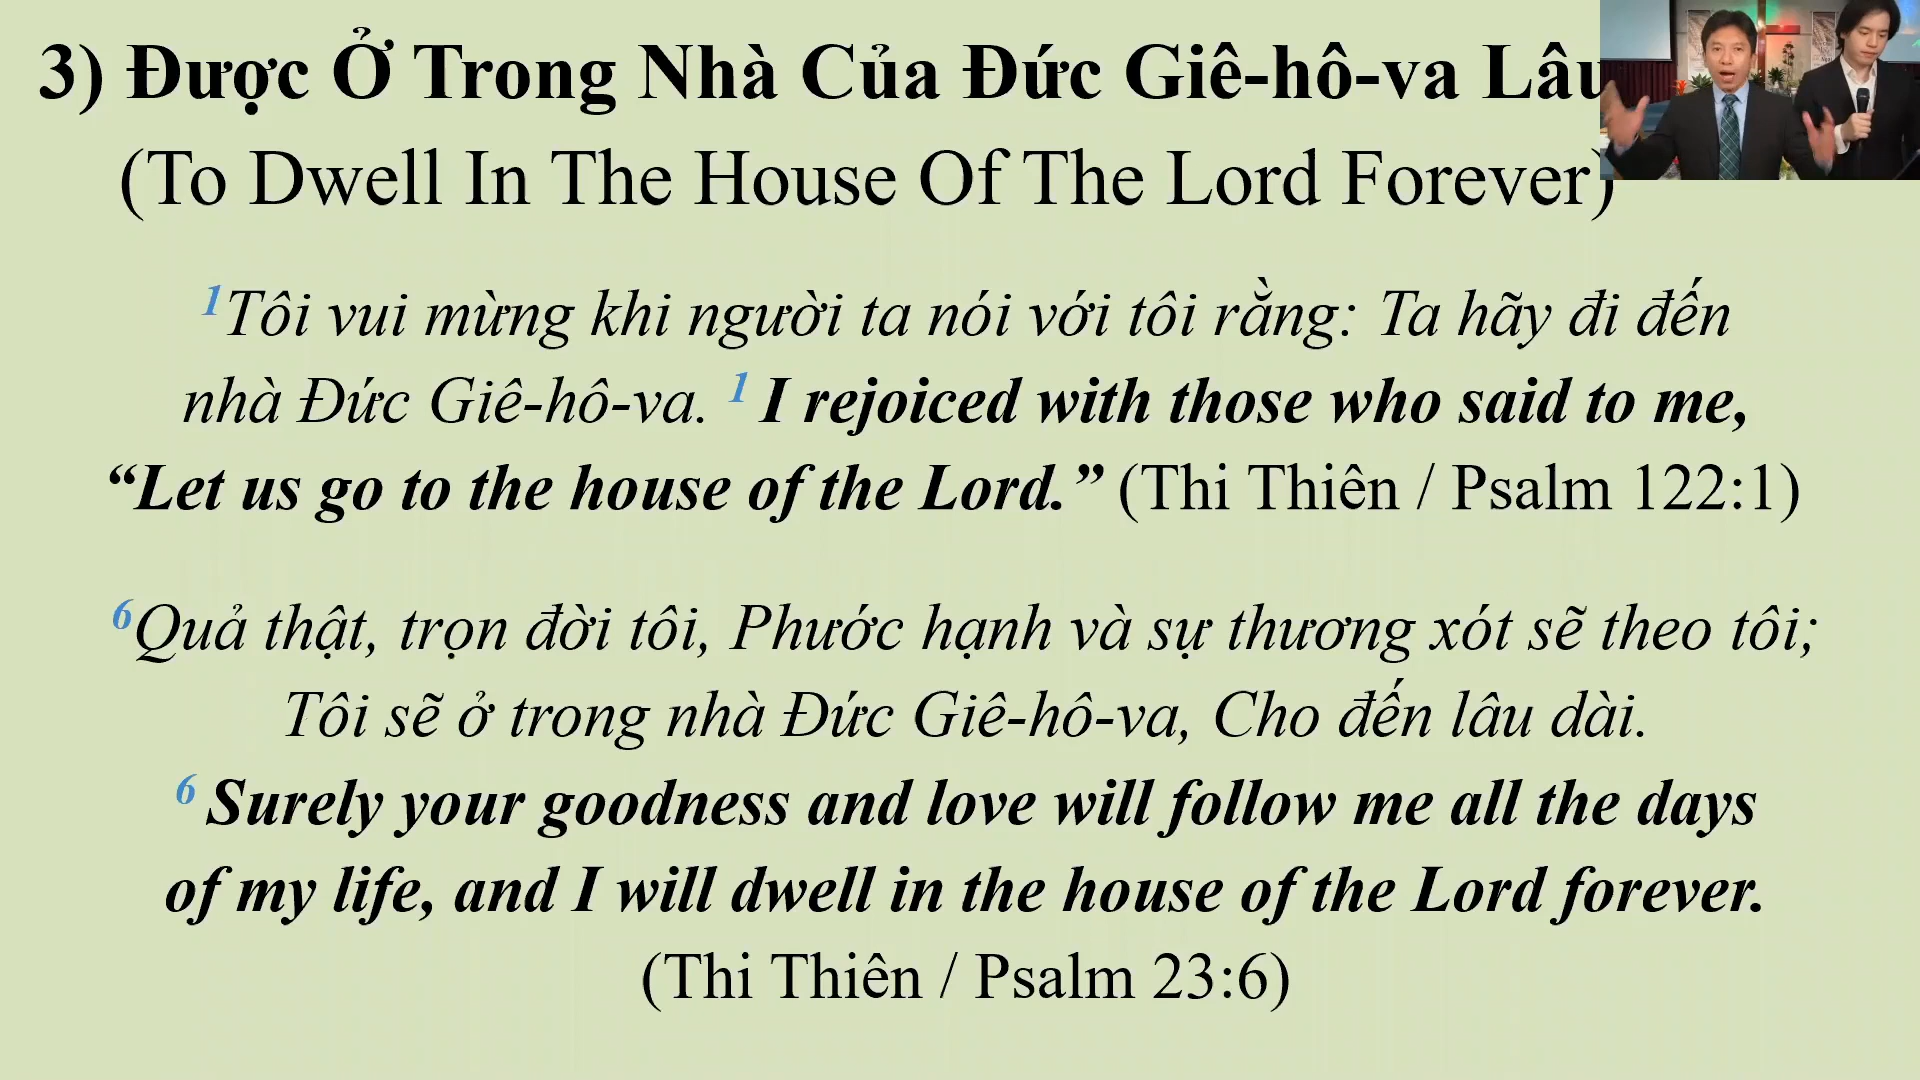 3) Được Ở Trong Nhà Của Đức Giê-hô-va
(To Dwell In The House Of The Lord Forever)
1Tôi vui mừng khi người ta nói với tôi rằng: Ta hãy đi đến
nhà Đức Giê-hô-va. 1 I rejoiced with those who said to me,
“Let us go to the house of the Lord.” (Thi Thiên / Psalm 122:1)
6Quả thật, trọn đời tôi, Phước hạnh và sự thương xót sẽ theo tôi;
Tôi sẽ ở trong nhà Đức Giê-hô-va, Cho đến lâu dài.
6 Surely your goodness and love will follow me all the days
of my life, and I will dwell in the house of the Lord forever.
(Thi Thiên / Psalm 23:6)